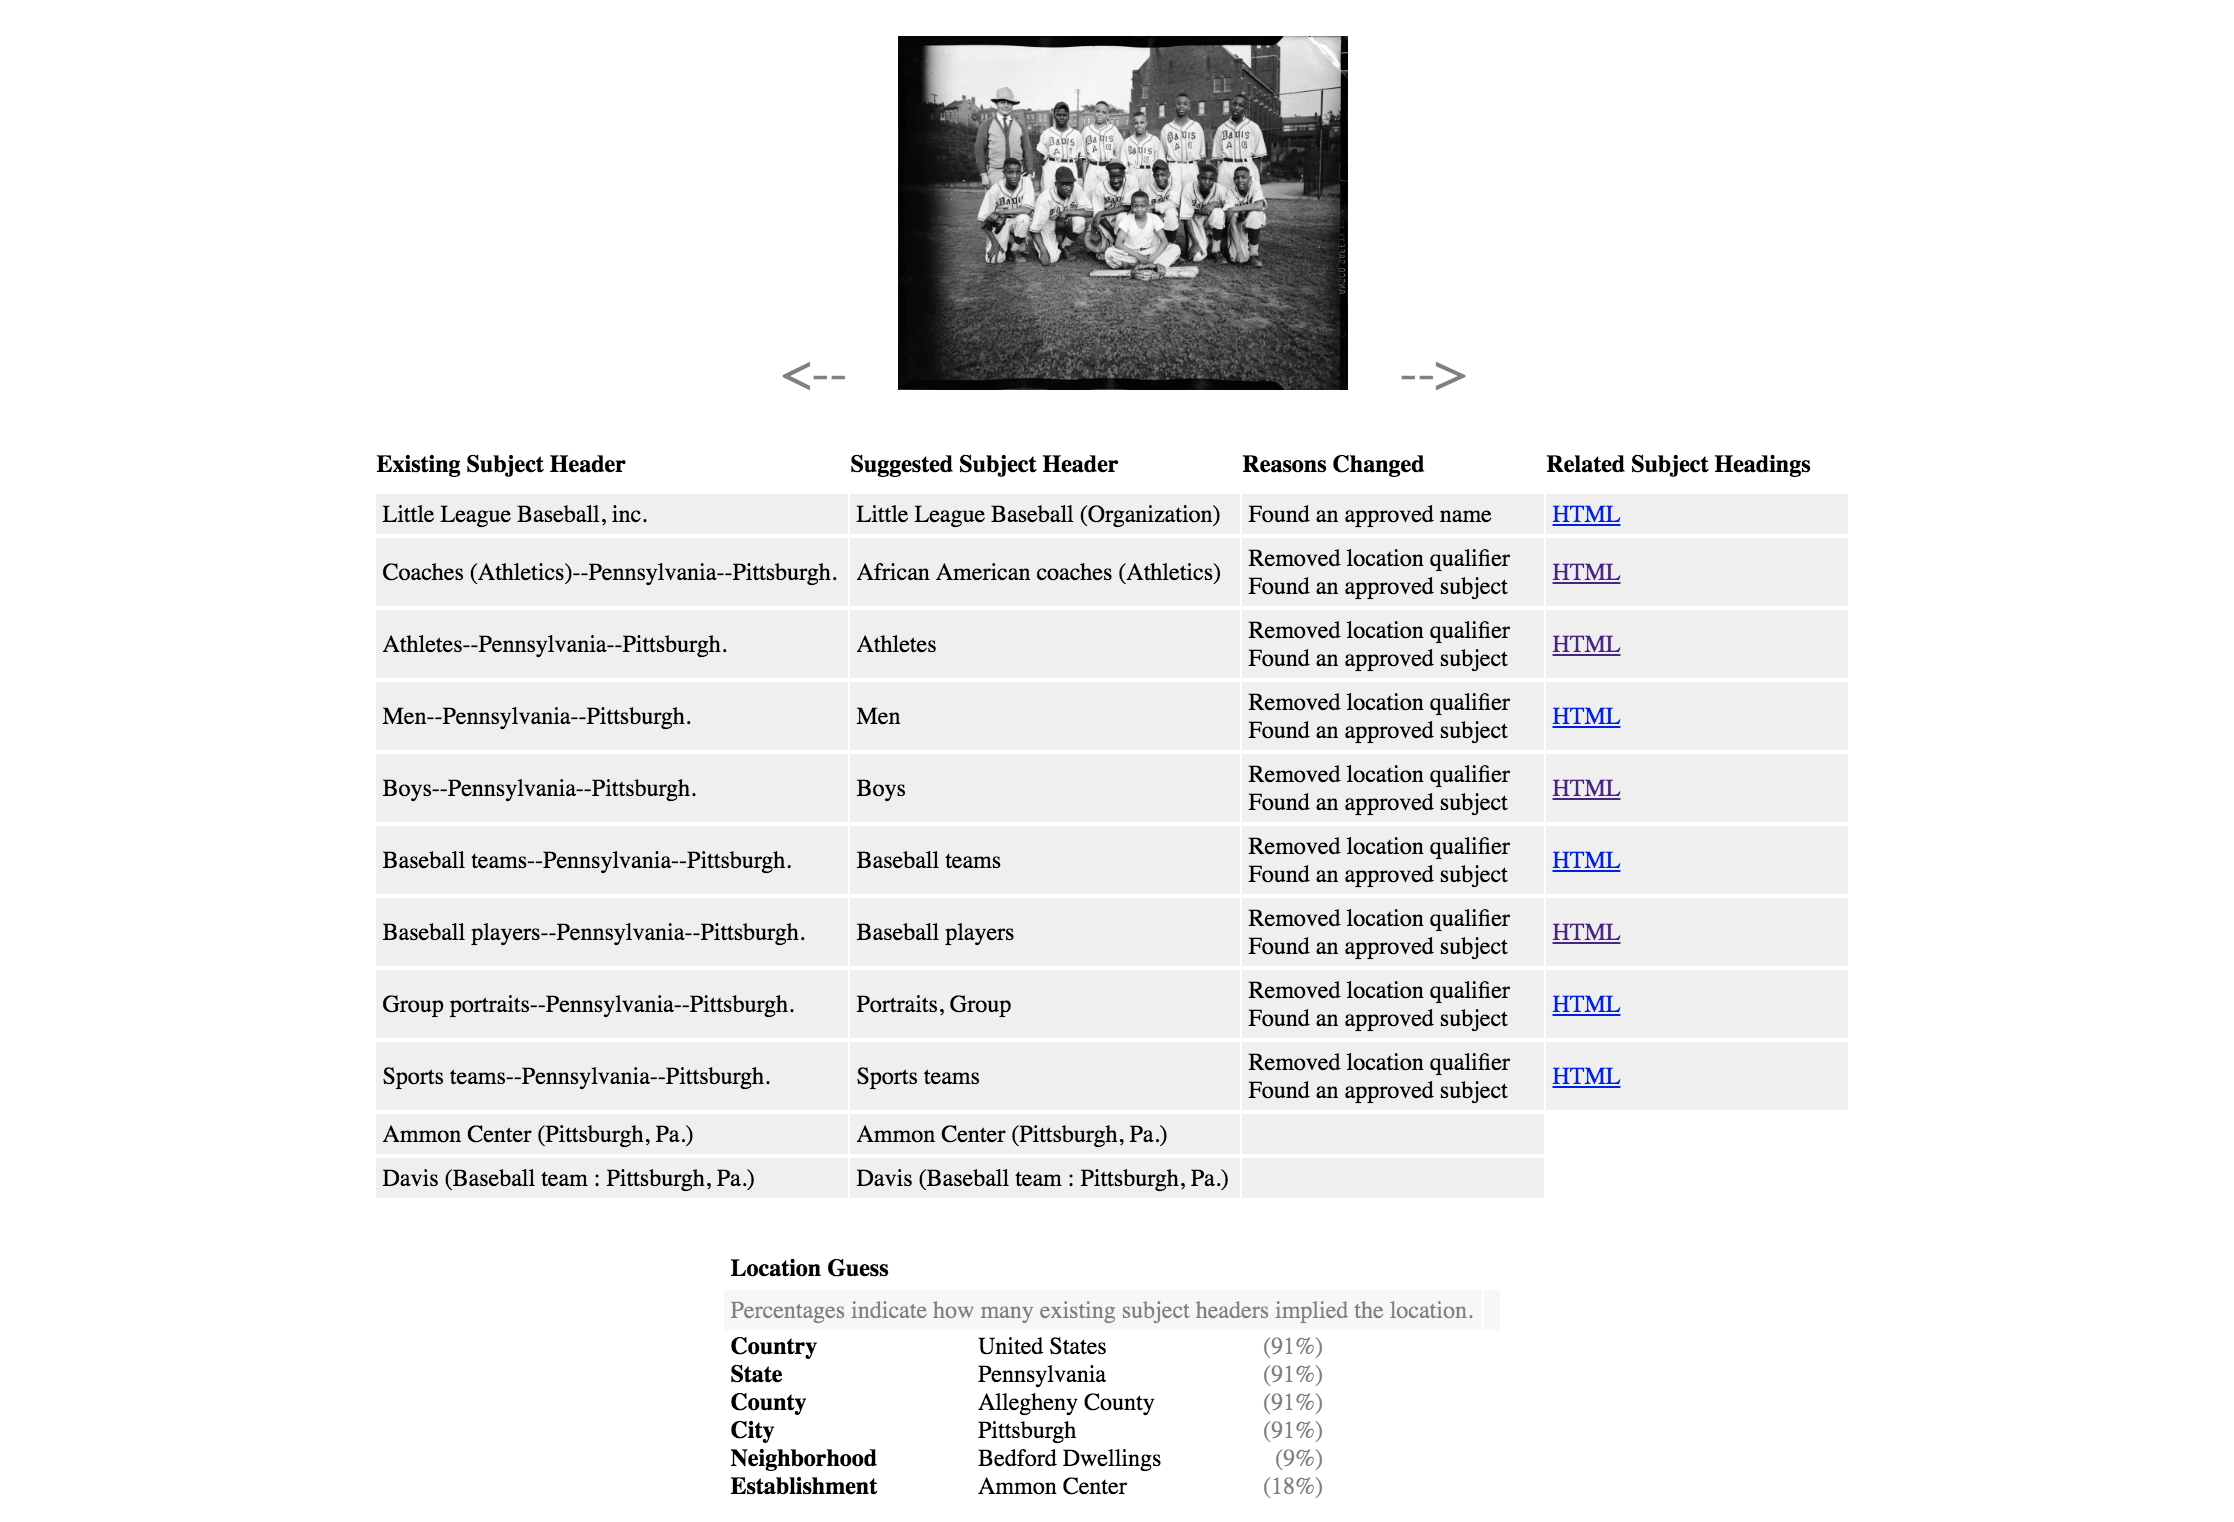 Davis Davis Davis Davis Davis
A C A C A C A C
Davis Davis Davis Davis
<--
-->
Existing Subject Header Suggested Subject Header Reasons Changed Related Subject Headings
Little League Baseball, inc. Little League Baseball (Organization) Found an approved name HTML
Coaches (Athletics)--Pennsylvania--Pittsburgh. African American coaches (Athletics) Removed location qualifier
Found an approved subject HTML
Athletes--Pennsylvania--Pittsburgh. Athletes Removed location qualifier
Found an approved subject HTML
Men--Pennsylvania--Pittsburgh. Men Removed location qualifier
Found an approved subject HTML
Boys--Pennsylvania--Pittsburgh. Boys Removed location qualifier
Found an approved subject HTML
Baseball teams--Pennsylvania--Pittsburgh. Baseball teams Removed location qualifier
Found an approved subject HTML
Baseball players--Pennsylvania--Pittsburgh. Baseball players Removed location qualifier
Found an approved subject HTML
Group portraits--Pennsylvania--Pittsburgh. Portraits, Group Removed location qualifier
Found an approved subject HTML
Sports teams--Pennsylvania--Pittsburgh. Sports teams Removed location qualifier
Found an approved subject HTML
Ammon Center (Pittsburgh, Pa.) Ammon Center (Pittsburgh, Pa.)
Davis (Baseball team : Pittsburgh, Pa.) Davis (Baseball team : Pittsburgh, Pa.)
Location Guess
Percentages indicate how many existing subject headers implied the location.
Country United States (91%)
State Pennsylvania (91%)
County Allegheny County (91%)
City Pittsburgh (91%)
Neighborhood Bedford Dwellings (9%)
Establishment Ammon Center (18%)